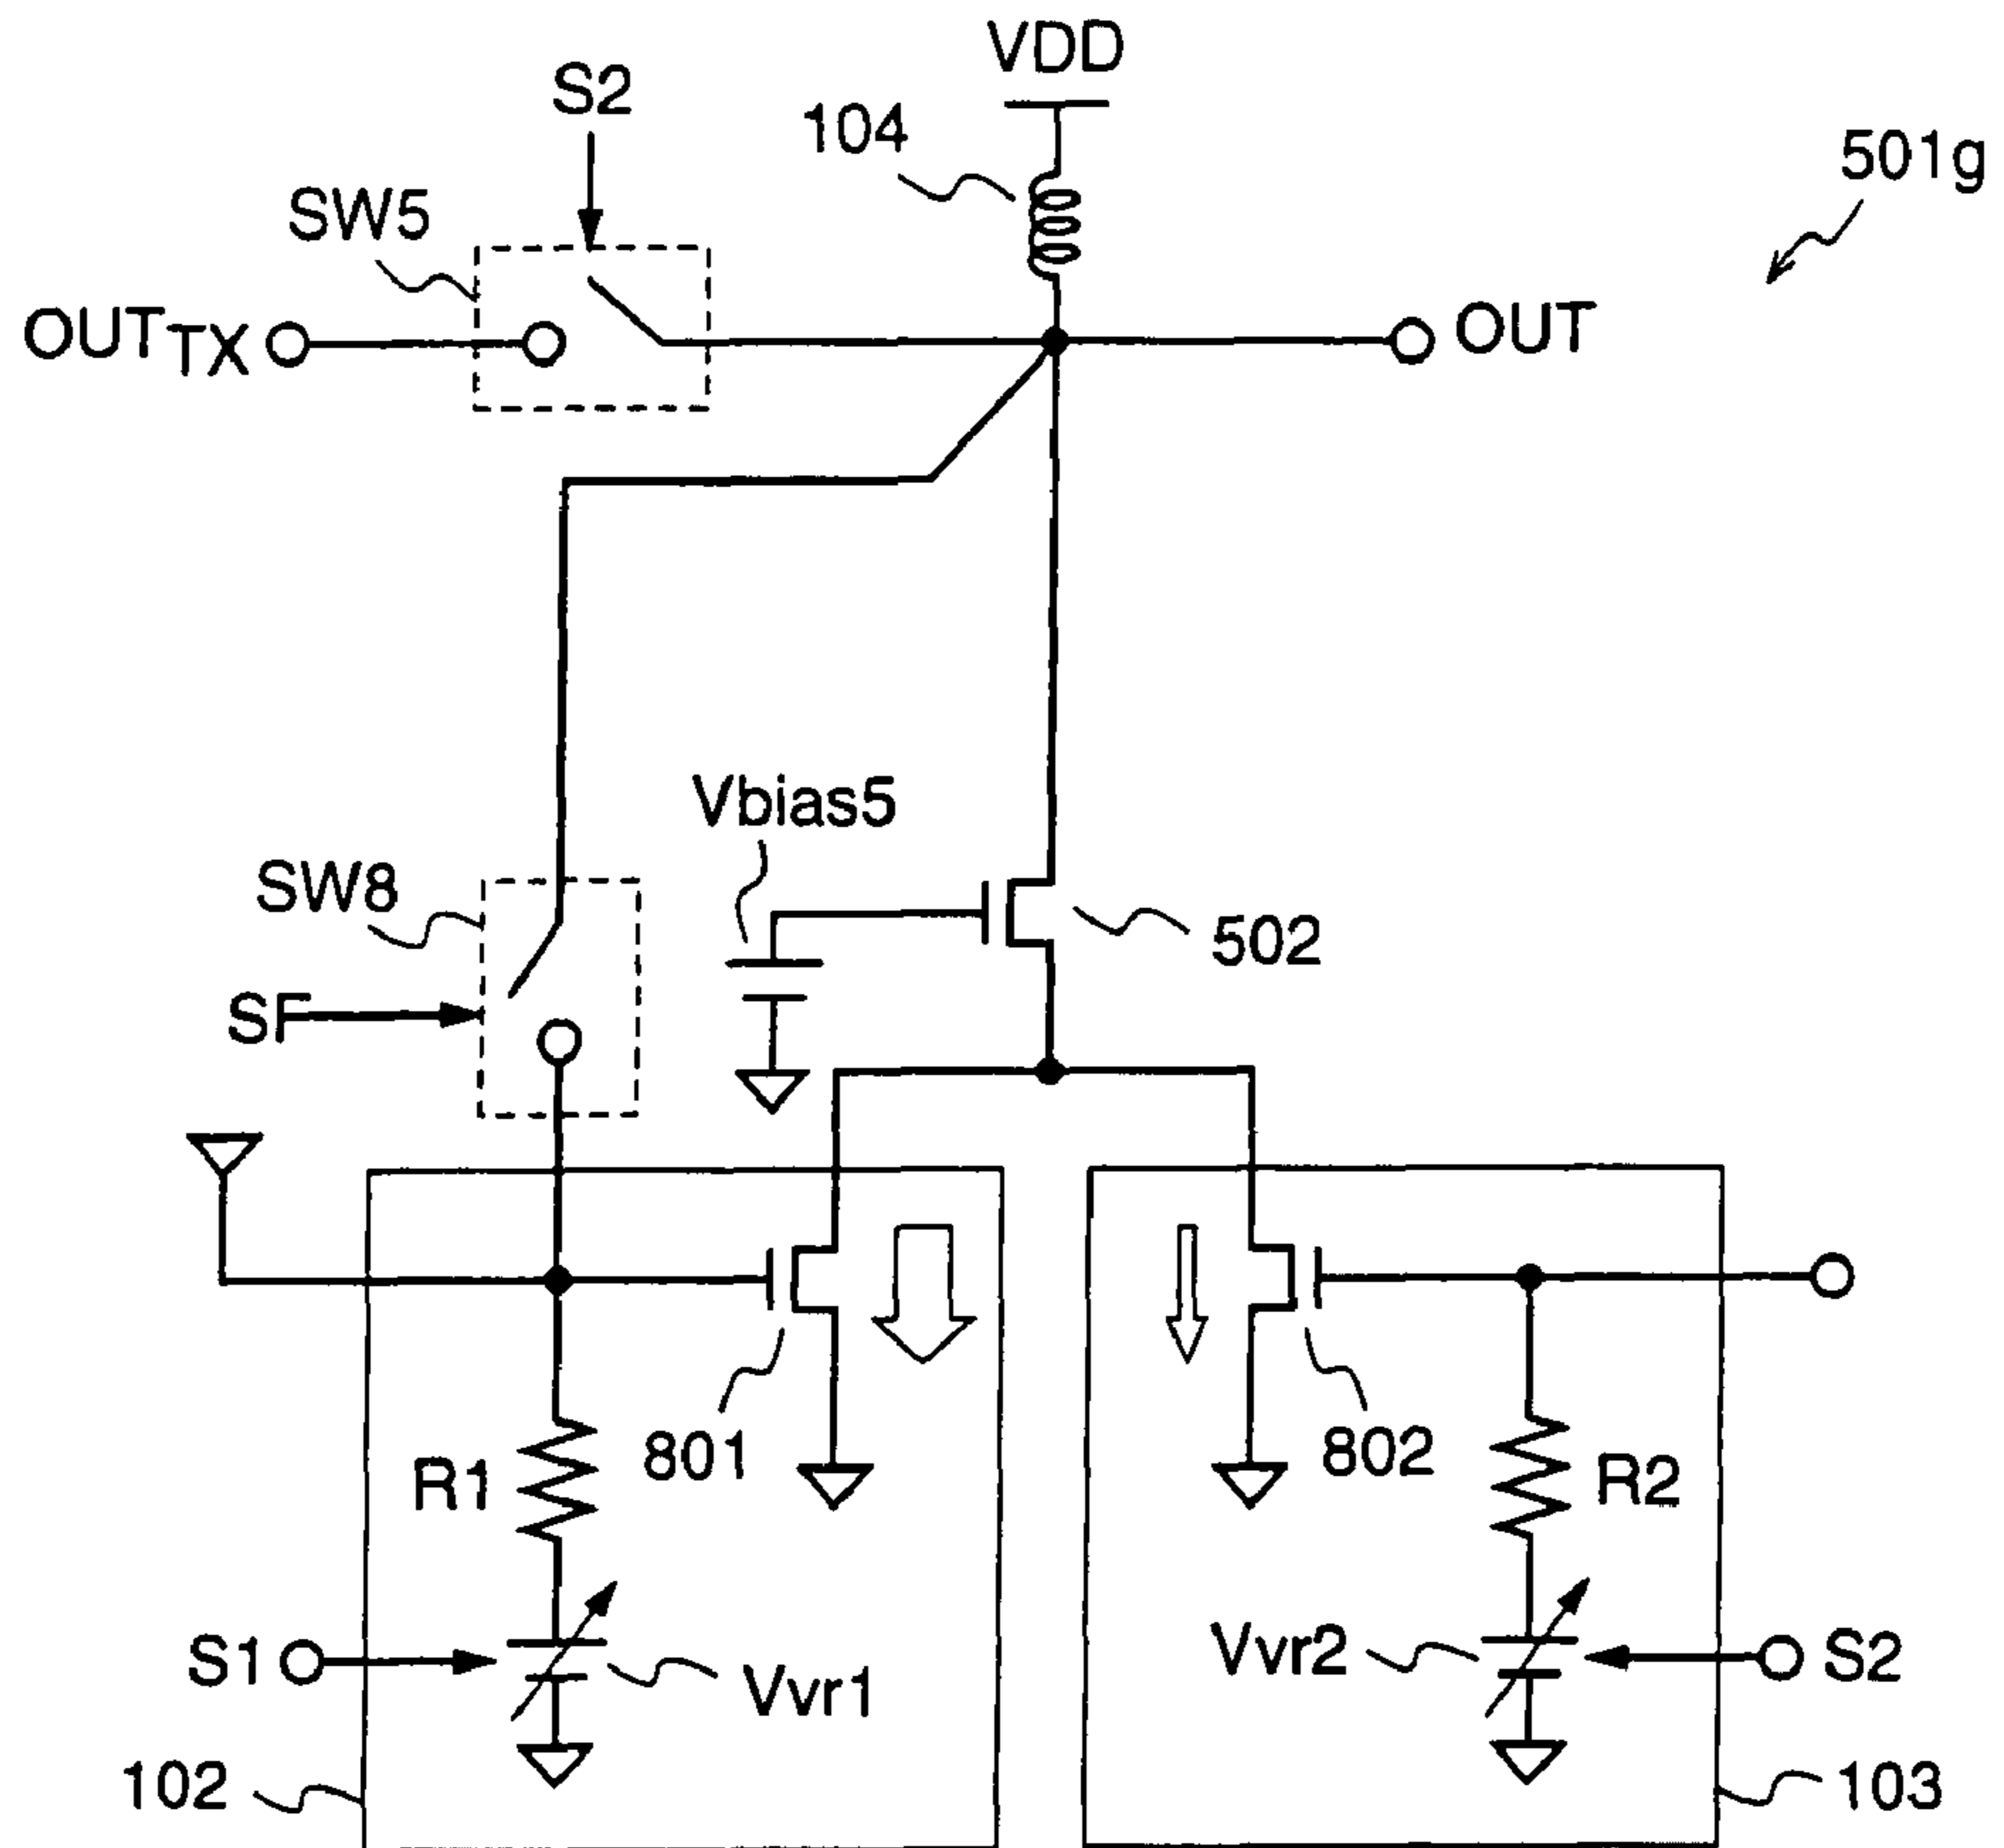 VDD
S2
104
501g
SW5
OUTTX
OUT
Vbias5
SW8
502
SF
801
802
R1
R2
S1
Vvr1
Vvr2
S2
102
103